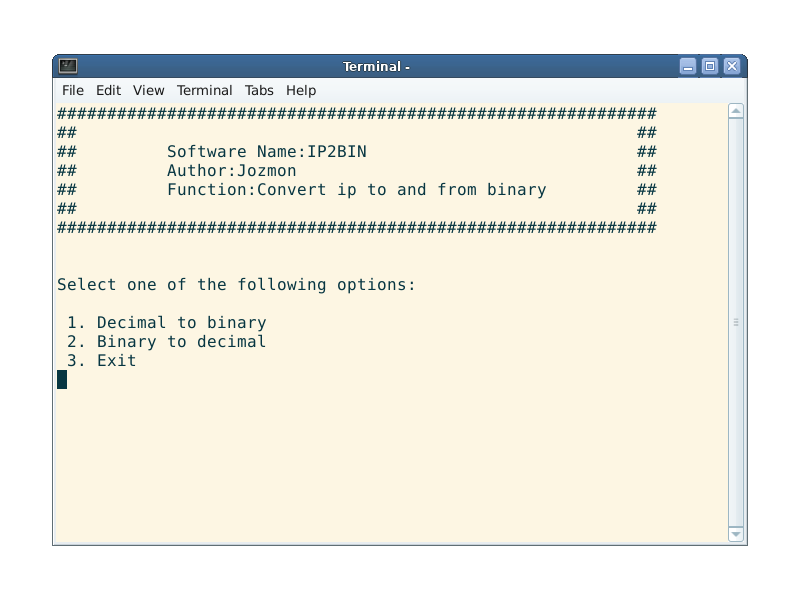 Terminal -
File Edit View Terminal Tabs Help
############################################################
##                                                        ##
##         Software Name:IP2BIN                           ##
##         Author:Jozmon                                  ##
##         Function:Convert ip to and from binary         ##
##                                                        ##
############################################################
Select one of the following options:
1. Decimal to binary
2. Binary to decimal
3. Exit